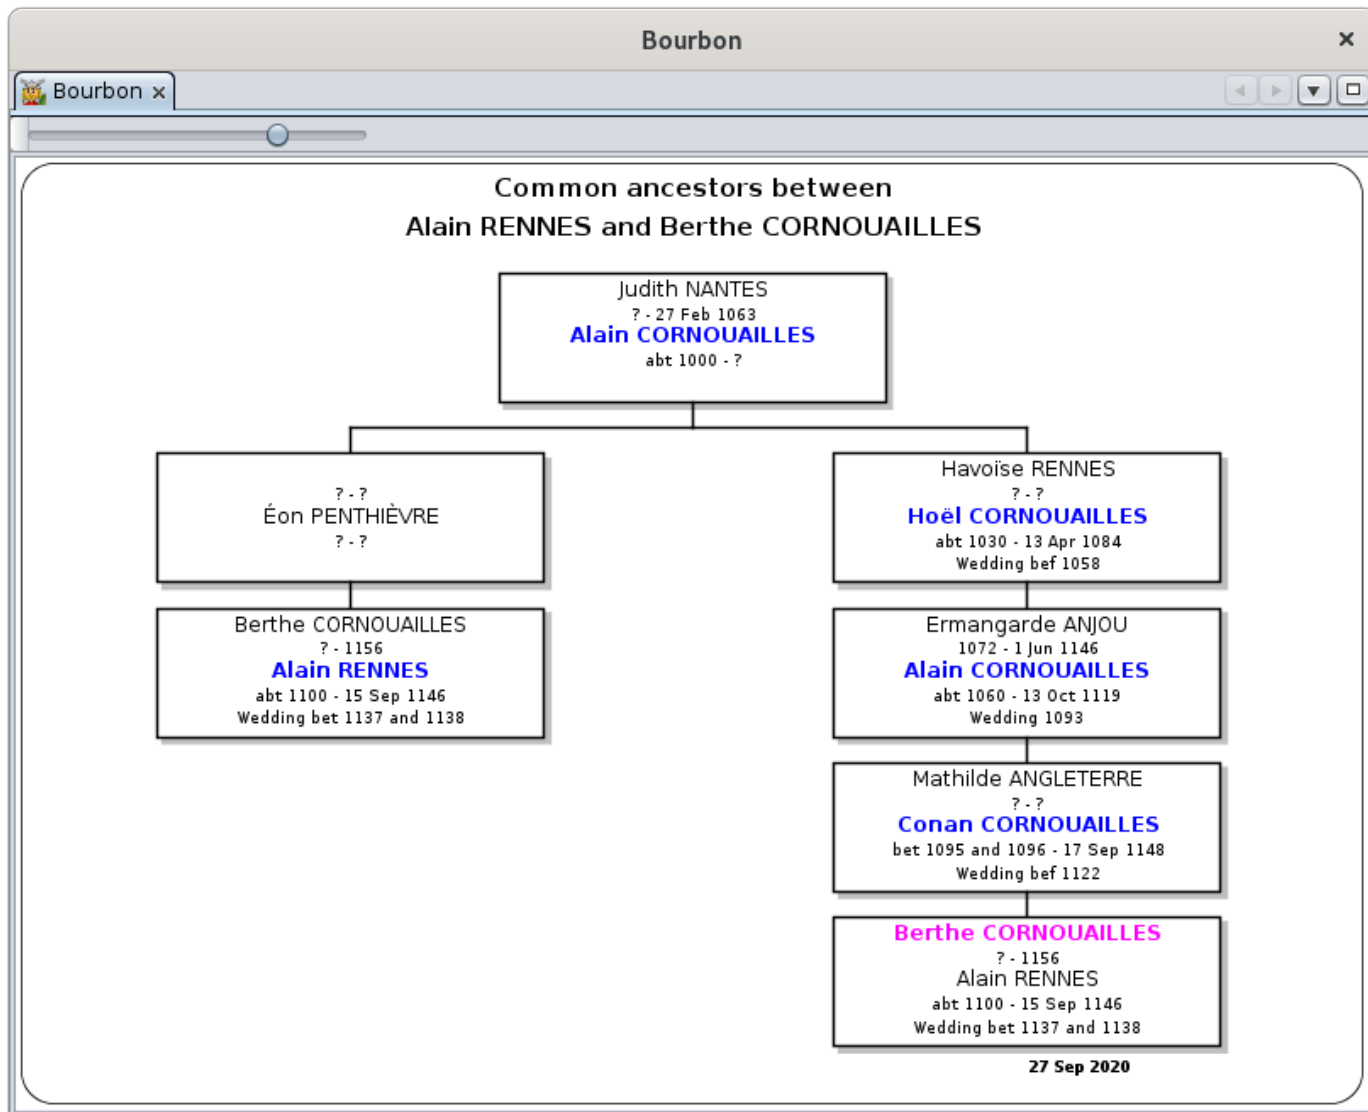 Bourbon
Bourbon
Common ancestors between
Alain RENNES and Berthe CORNOUAILLES
Judith NANTES
? - 27 Feb 1063
Alain CORNOUAILLES
abt 1000 - ?
? - ?
Éon PENTHIÈVRE
? - ?
Havoïse RENNES
? - ?
Hoël CORNOUAILLES
abt 1030 - 13 Apr 1084
Wedding bef 1058
Berthe CORNOUAILLES
? - 1156
Alain RENNES
abt 1100 - 15 Sep 1146
Wedding bet 1137 and 1138
Ermangarde ANJOU
1072 - 1 Jun 1146
Alain CORNOUAILLES
abt 1060 - 13 Oct 1119
Wedding 1093
Mathilde ANGLETERRE
? - ?
Conan CORNOUAILLES
bet 1095 and 1096 - 17 Sep 1148
Wedding bef 1122
Berthe CORNOUAILLES
? - 1156
Alain RENNES
abt 1100 - 15 Sep 1146
Wedding bet 1137 and 1138
27 Sep 2020